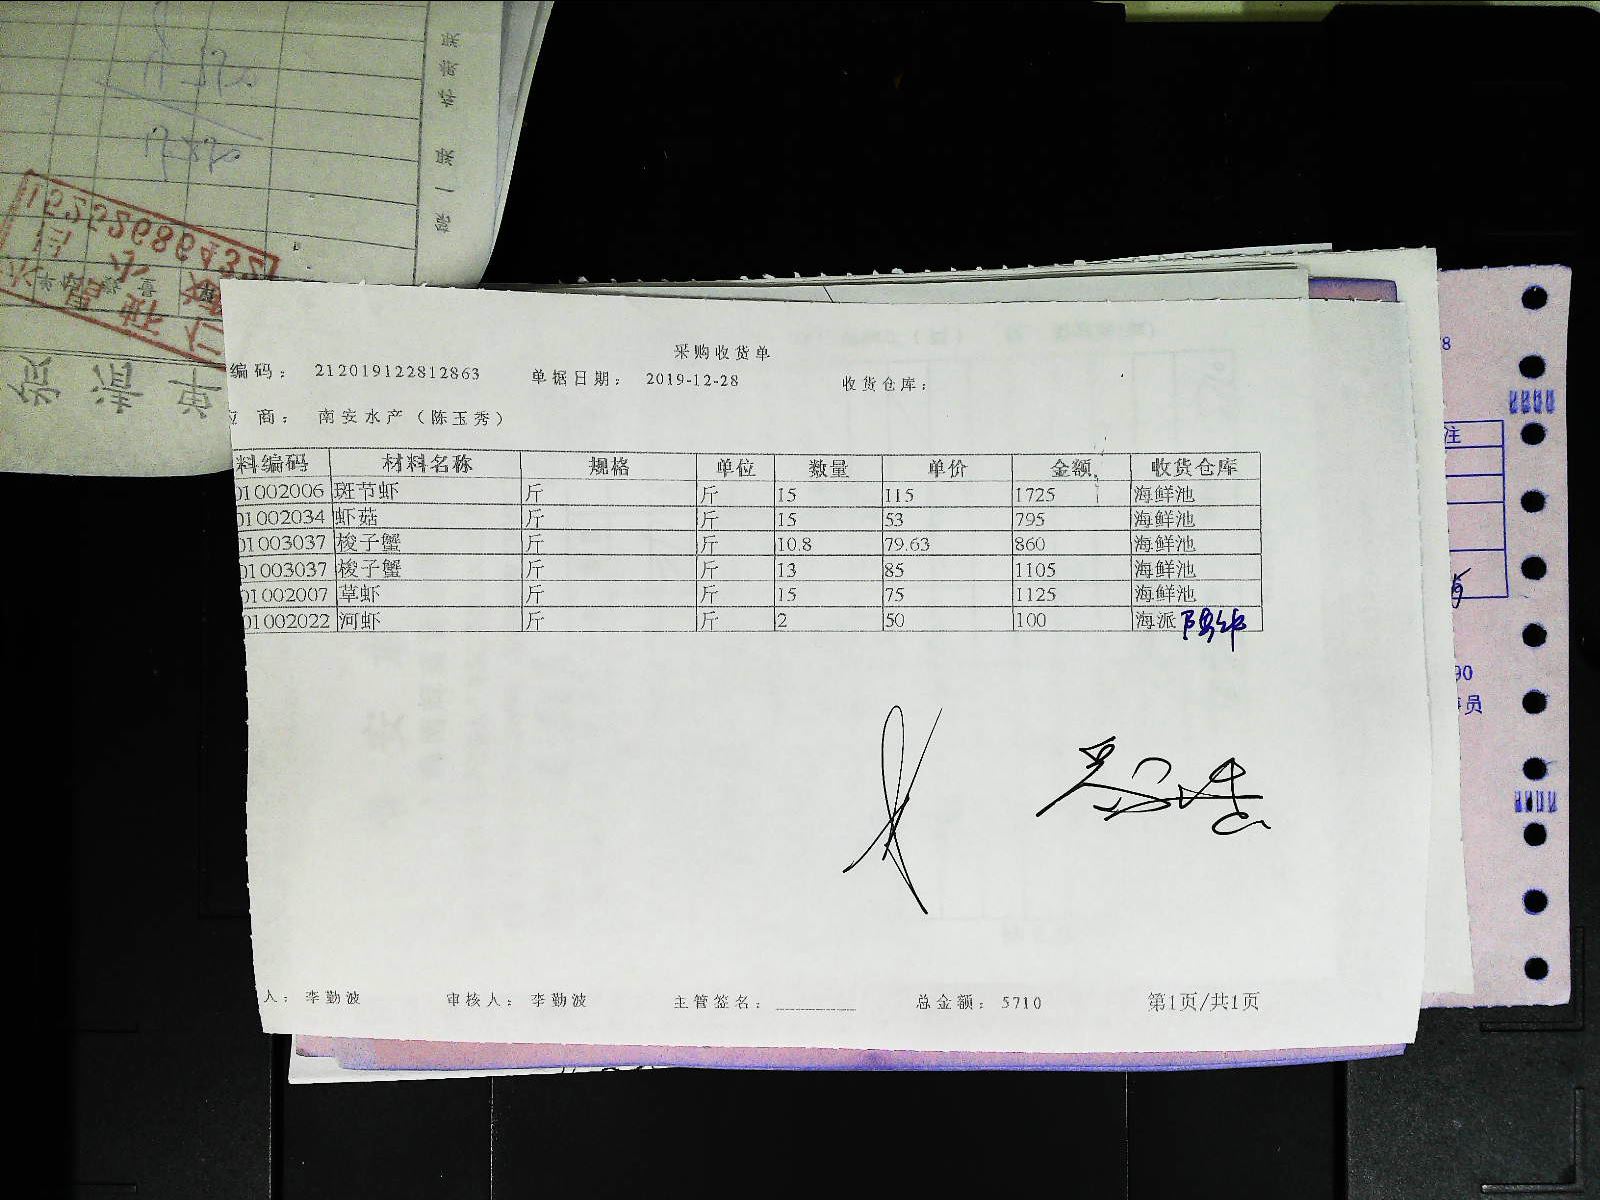 采购收货单
编码： 212019122812863 单据日期： 2019-12-28 收货仓库：
商： 南安水产（陈玉秀）
料编码 材料名称 规格 单位 数量 单价 金额 收货仓库
01002006 斑节虾 斤 斤 15 115 1725 海鲜池
01002034 虾菇 斤 斤 15 53 795 海鲜池
01003037 梭子蟹 斤 斤 10.8 79.63 860 海鲜池
01003037 梭子蟹 斤 斤 13 85 1105 海鲜池
01002007 草虾 斤 斤 15 75 1125 海鲜池
01002022 河虾 斤 斤 2 50 100 海派
人： 李勤波 审核人： 李勤波 主管签名： 总金额： 5710 第1页/共1页
注
8
90
员
第一联 存根联